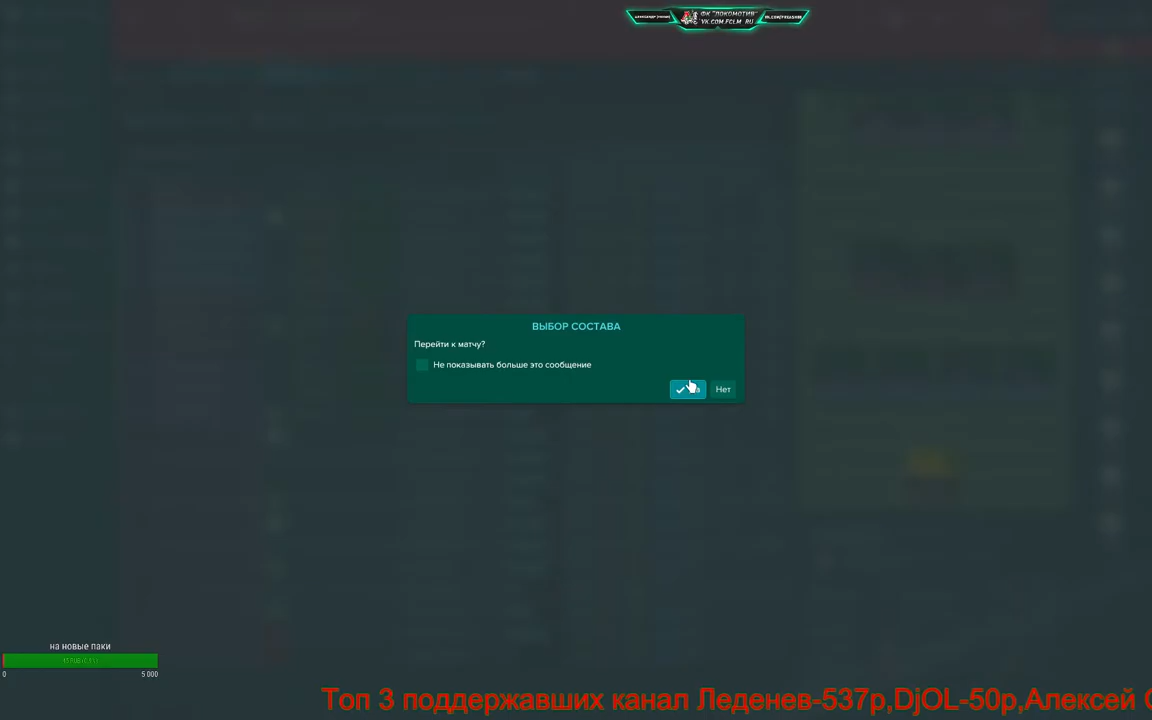 ФК "ЛОКОМОТИВ"
VK.COM.FCLM_RU
ВЫБОР СОСТАВА
Перейти к матчу?
Не показывать больше это сообщение
Нет
на новые паки
0
5 000
Топ 3 поддержавших канал Леденев-537р,DjOL-50р,Алексей